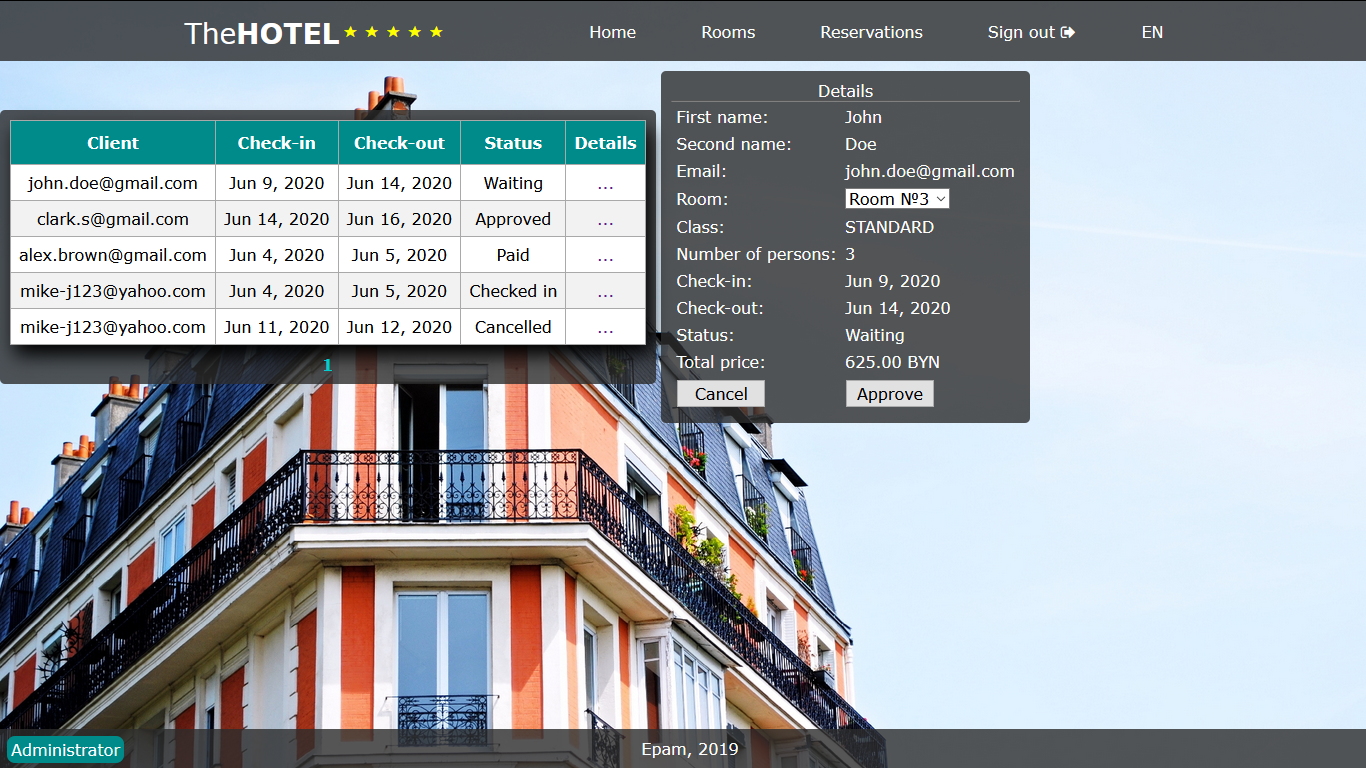 TheHOTEL ★ ★ ★ ★ ★ Home Rooms Reservations Sign out EN
Client Check-in Check-out Status Details
john.doe@gmail.com Jun 9, 2020 Jun 14, 2020 Waiting ...
clark.s@gmail.com Jun 14, 2020 Jun 16, 2020 Approved ...
alex.brown@gmail.com Jun 4, 2020 Jun 5, 2020 Paid ...
mike-j123@yahoo.com Jun 4, 2020 Jun 5, 2020 Checked in ...
mike-j123@yahoo.com Jun 11, 2020 Jun 12, 2020 Cancelled ...
1
Details
First name: John
Second name: Doe
Email: john.doe@gmail.com
Room: Room №3
Class: STANDARD
Number of persons: 3
Check-in: Jun 9, 2020
Check-out: Jun 14, 2020
Status: Waiting
Total price: 625.00 BYN
Cancel Approve
Administrator Epam, 2019